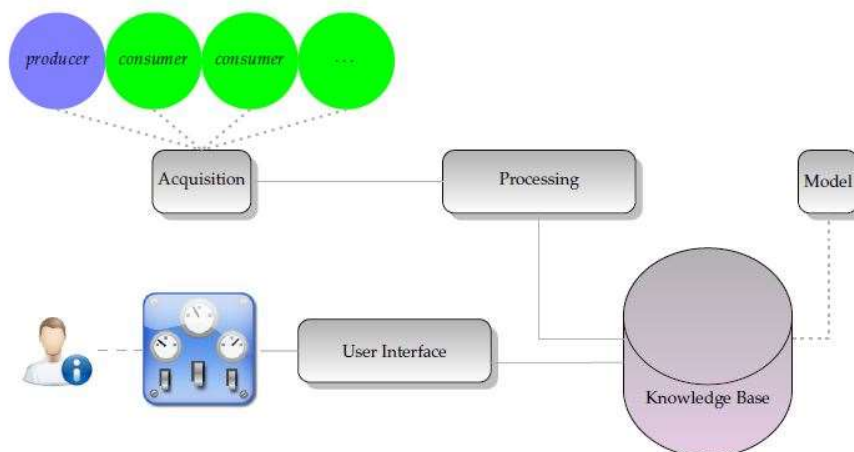 producer
consumer
consumer
...
Acquisition
Processing
Model
User Interface
Knowledge Base